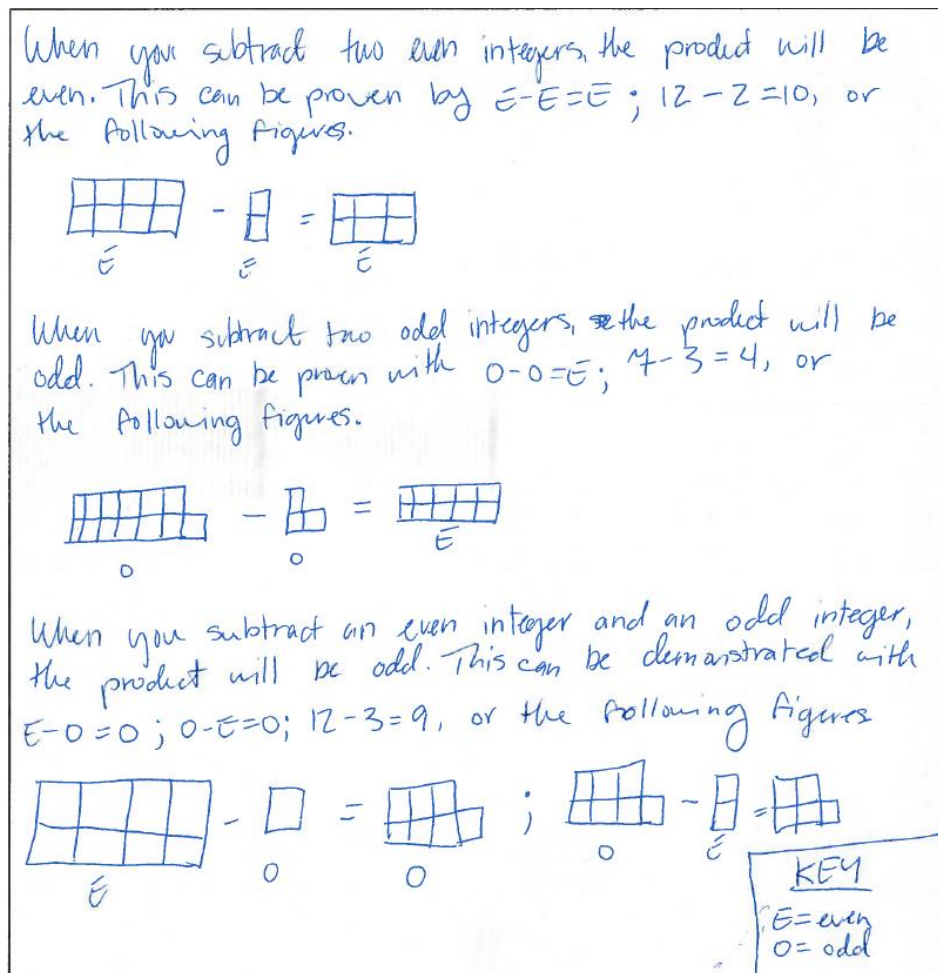 When you subtract two even integers, the product will be
even. This can be proven by E-E=E; 12-2=10, or
the following figures.
- =
E E E
When you subtract two odd integers, the product will be
odd. This can be proven with O-O=E; 7-3=4, or
the following figures.
- =
O O E
When you subtract an even integer and an odd integer,
the product will be odd. This can be demonstrated with
E-O=O; O-E=O; 12-3=9, or the following figures
- = ; - =
E O O O E
KEY
E=even
O=odd